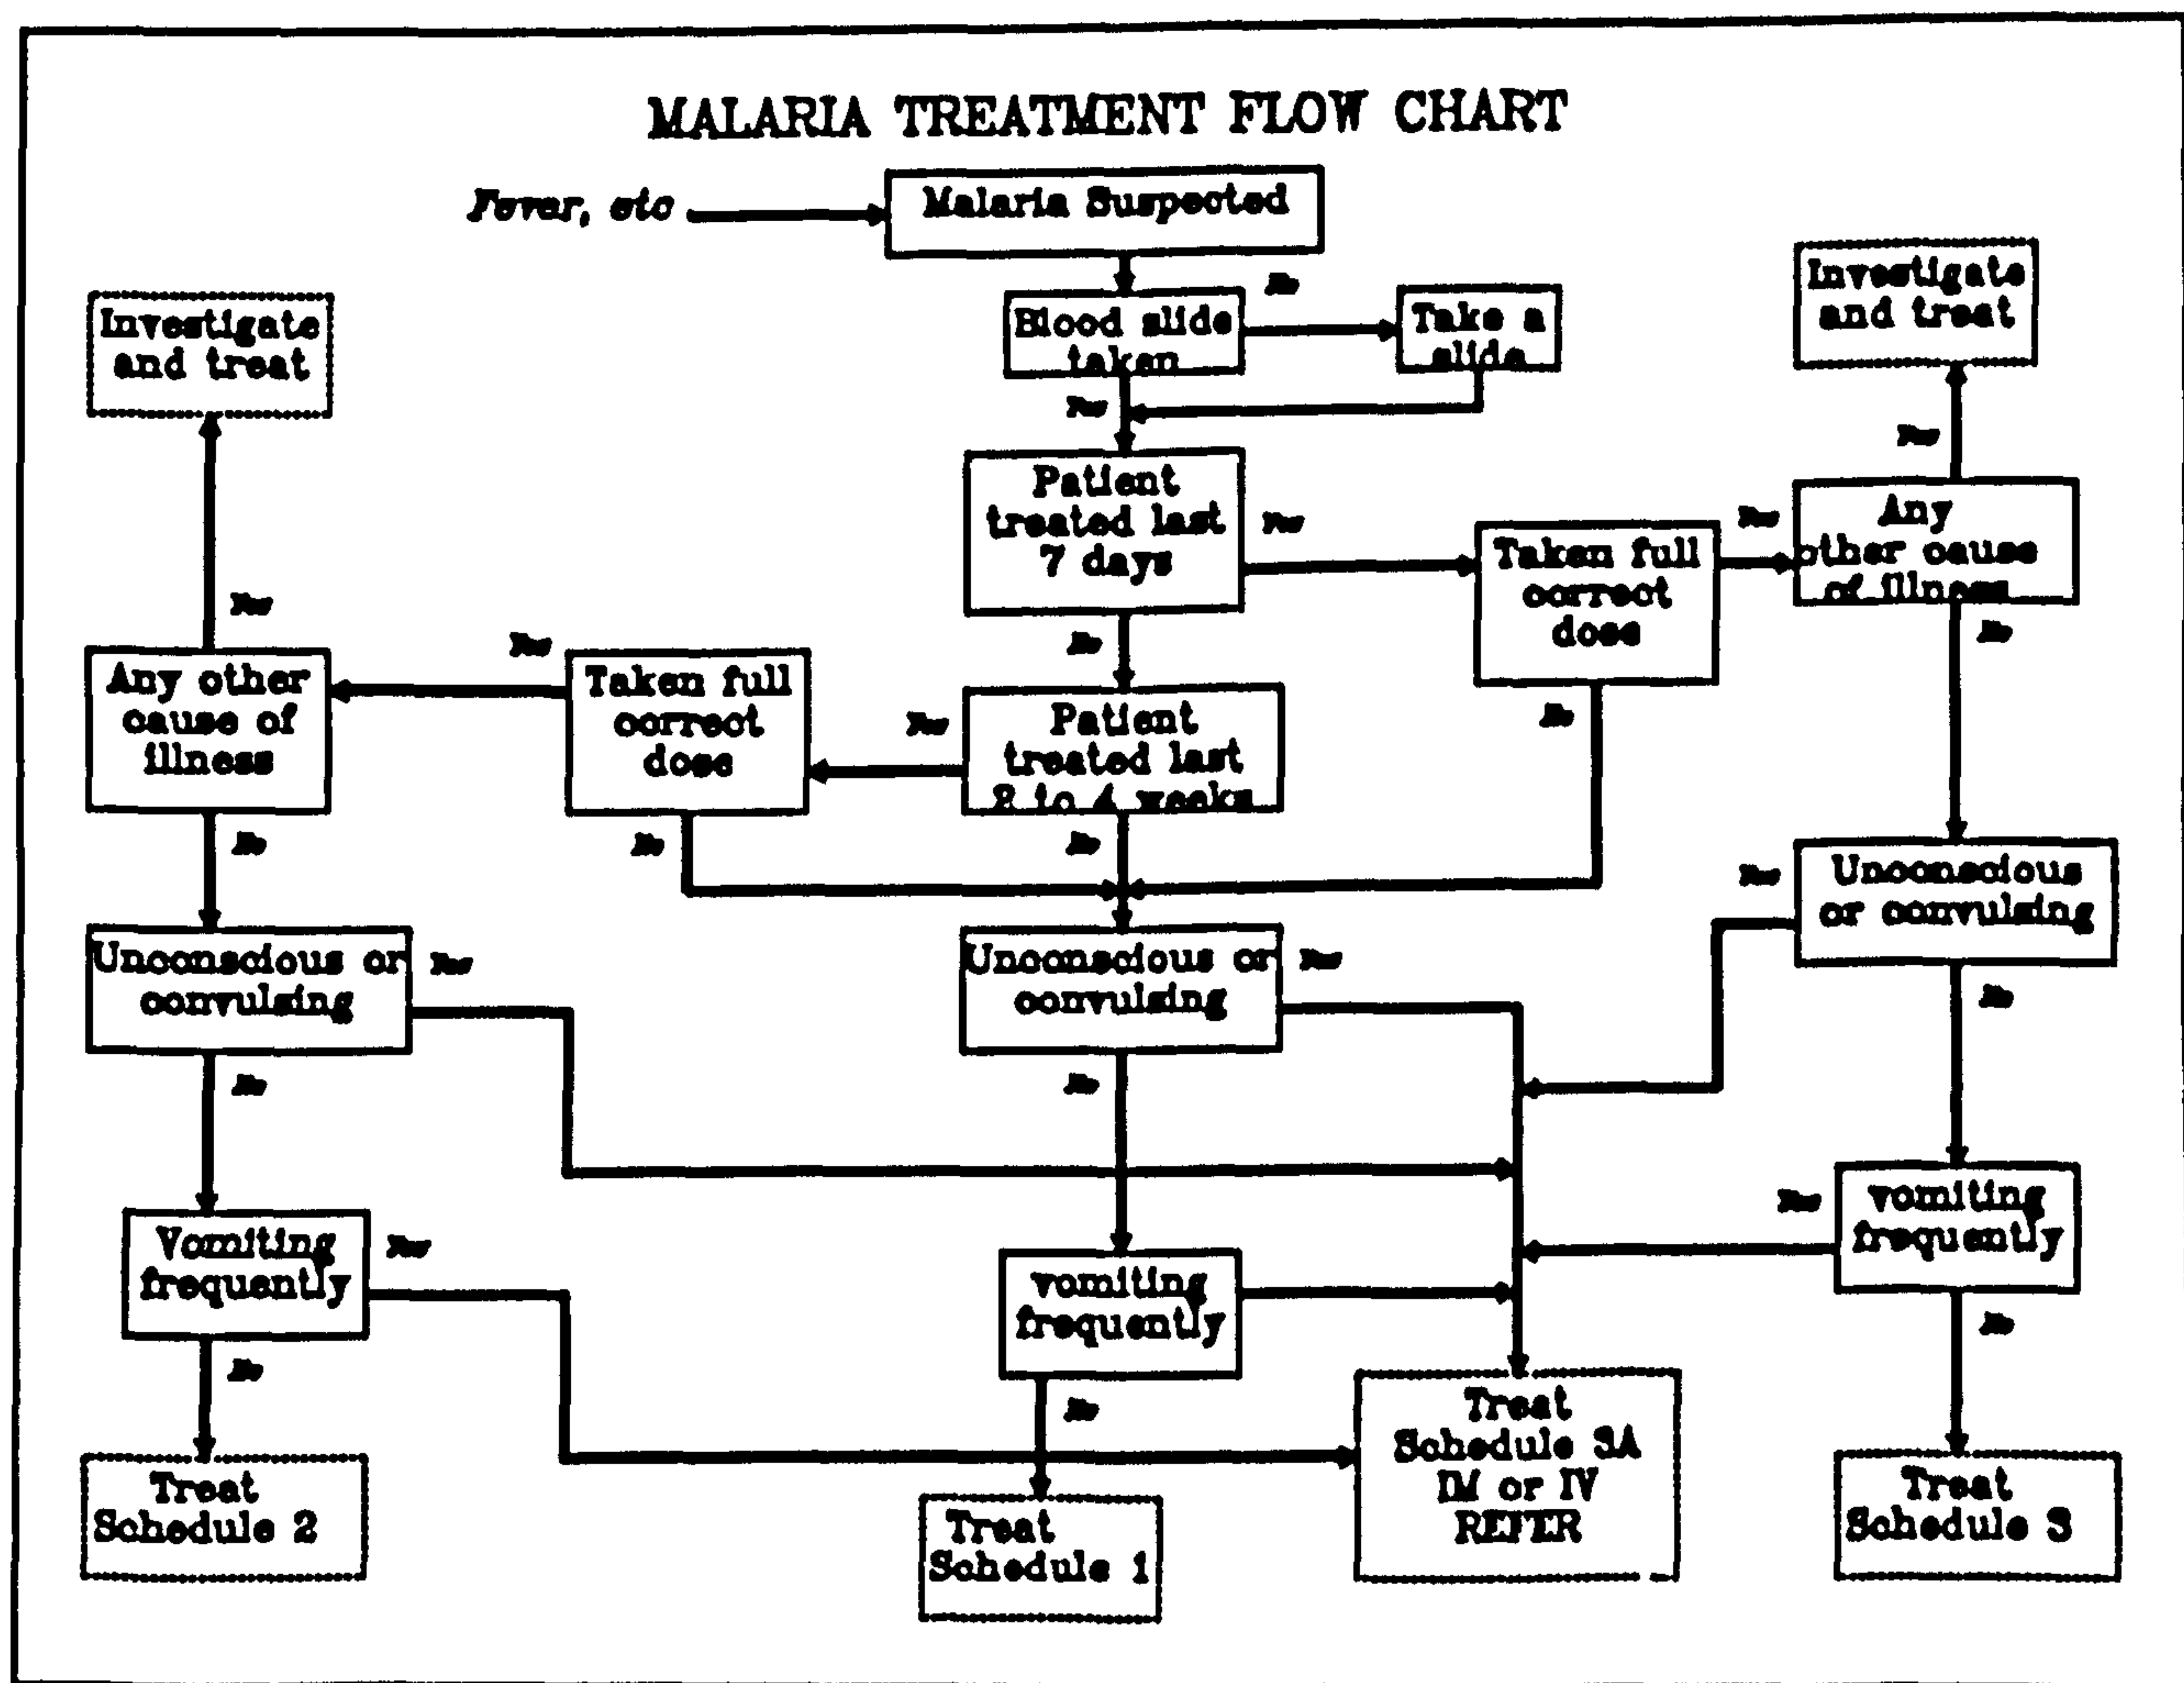 MALARIA TREATMENT FLOW CHART
Fever, etc
Malaria Suspected
No
Blood slide
taken
Take a
slide
Yes
Investigate
and treat
Investigate
and treat
Yes
Patient
treated last
7 days
Yes
Taken full
correct
dose
Yes
Any
other cause
of illness
No
No
No
Yes
Any other
cause of
illness
Yes
Taken full
correct
dose
Yes
Patient
treated last
2 to 4 weeks
No
No
No
Unconscious or
convulsing
Yes
Unconscious or
convulsing
Yes
Yes
Unconscious
or convulsing
No
No
No
Vomiting
frequently
Yes
vomiting
frequently
Yes
vomiting
frequently
No
No
No
Treat
Schedule 2
Treat
Schedule 1
Treat
Schedule 3A
IM or IV
REFER
Treat
Schedule 3